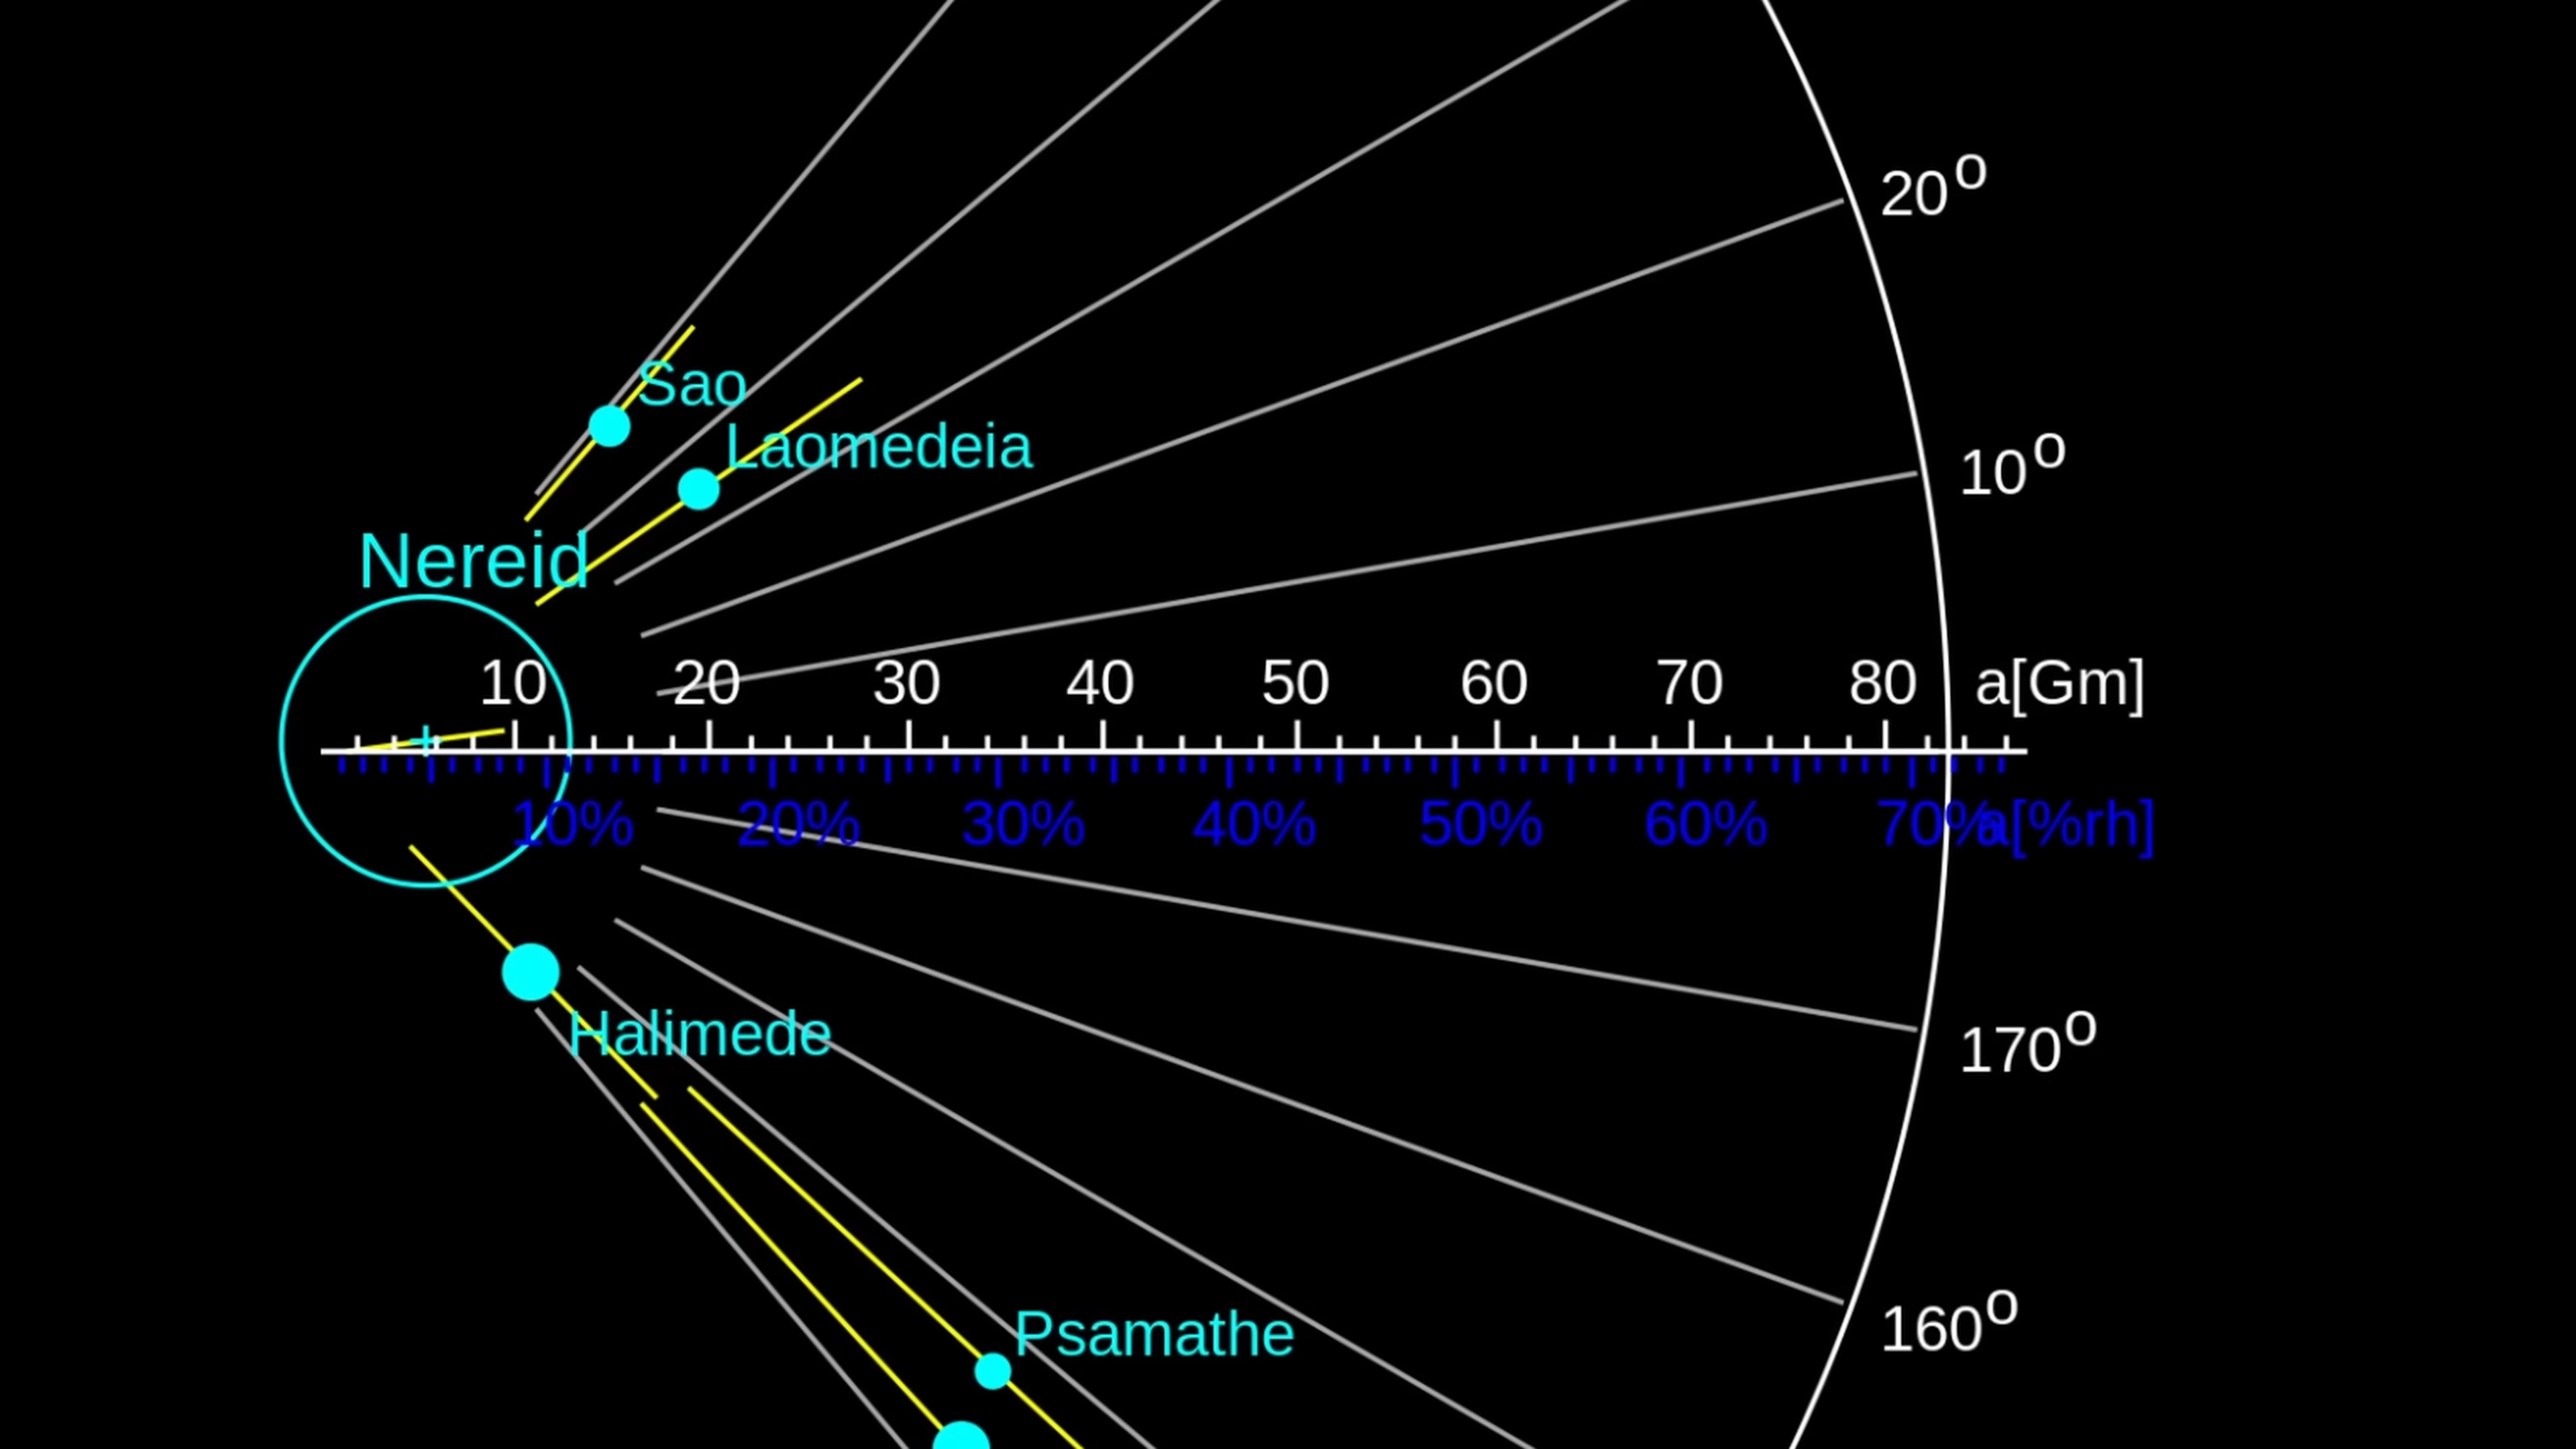 20°
Sao
Laomedeia
10°
Nereid
10 20 30 40 50 60 70 80 a[Gm]
10% 20% 30% 40% 50% 60% 70% a[%rh]
Halimede
170°
Psamathe
160°